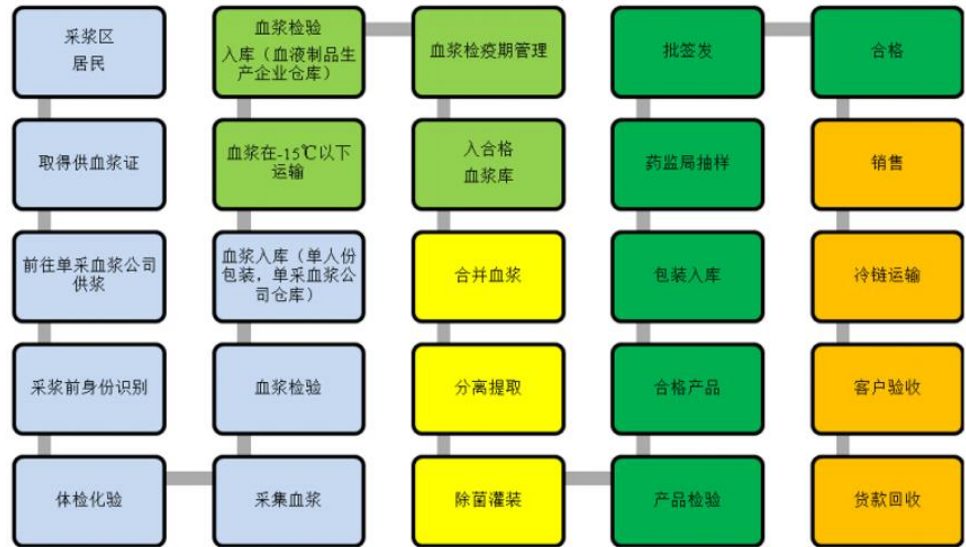 采浆区
居民
取得供血浆证
前往单采血浆公司
供浆
采浆前身份识别
体检化验
采集血浆
血浆检验
血浆入库（单人份
包装，单采血浆公
司仓库）
血浆在-15℃以下
运输
血浆检验
入库（血液制品生
产企业仓库）
血浆检疫期管理
入合格
血浆库
合并血浆
分离提取
除菌灌装
产品检验
合格产品
包装入库
药监局抽样
批签发
合格
销售
冷链运输
客户验收
货款回收